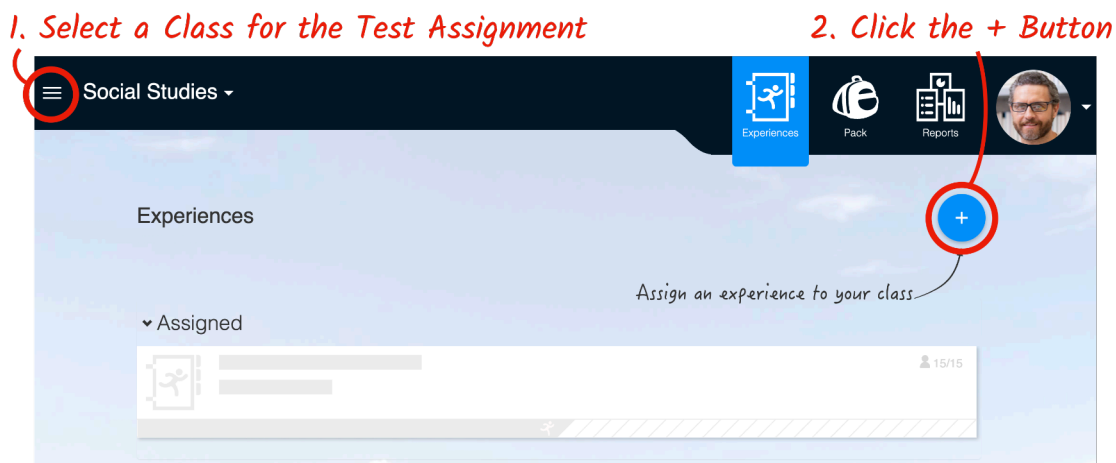 1. Select a Class for the Test Assignment
2. Click the + Button
Social Studies
Experiences
Pack
Reports
Experiences
+
Assign an experience to your class
Assigned
15/15